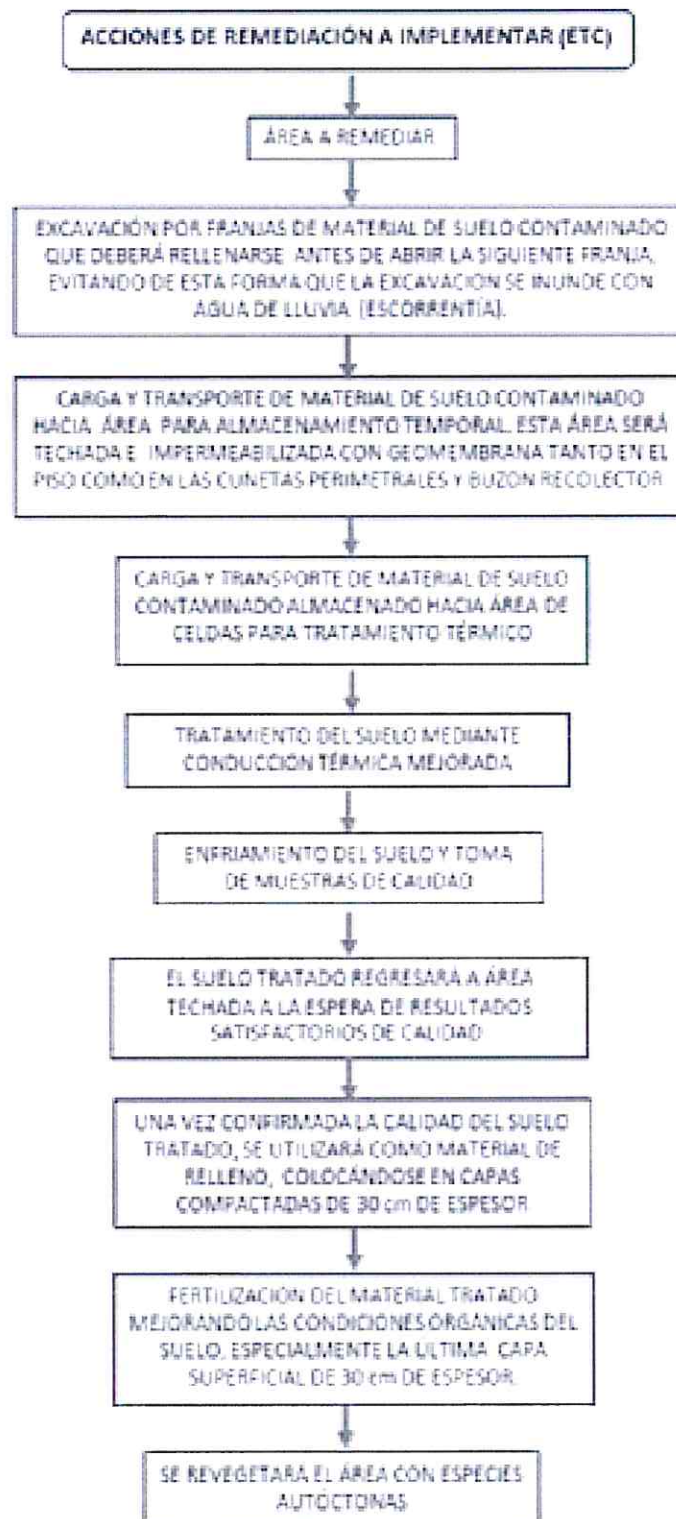 ACCIONES DE REMEDIACIÓN A IMPLEMENTAR (ETC)
ÁREA A REMEDIAR
EXCAVACIÓN POR FRANJAS DE MATERIAL DE SUELO CONTAMINADO
QUE DEBERÁ RELLENARSE ANTES DE ABRIR LA SIGUIENTE FRANJA,
EVITANDO DE ESTA FORMA QUE LA EXCAVACION SE INUNDE CON
AGUA DE LLUVIA (ESCORRENTÍA).
CARGA Y TRANSPORTE DE MATERIAL DE SUELO CONTAMINADO
HACIA ÁREA PARA ALMACENAMIENTO TEMPORAL. ESTA ÁREA SERÁ
TECHADA E IMPERMEABILIZADA CON GEOMEMBRANA TANTO EN EL
PISO COMO EN LAS CUNETAS PERIMETRALES Y BUZON RECOLECTOR
CARGA Y TRANSPORTE DE MATERIAL DE SUELO
CONTAMINADO ALMACENADO HACIA ÁREA DE
CELDAS PARA TRATAMIENTO TÉRMICO
TRATAMIENTO DEL SUELO MEDIANTE
CONDUCCION TÉRMICA MEJORADA
ENFRIAMIENTO DEL SUELO Y TOMA
DE MUESTRAS DE CALIDAD
EL SUELO TRATADO REGRESARÁ A ÁREA
TECHADA A LA ESPERA DE RESULTADOS
SATISFACTORIOS DE CALIDAD
UNA VEZ CONFIRMADA LA CALIDAD DEL SUELO
TRATADO, SE UTILIZARÁ COMO MATERIAL DE
RELLENO, COLOCÁNDOSE EN CAPAS
COMPACTADAS DE 30 cm DE ESPESOR
FERTILIZACION DEL MATERIAL TRATADO
MEJORANDO LAS CONDICIONES ORGÁNICAS DEL
SUELO, ESPECIALMENTE LA ULTIMA CAPA
SUPERFICIAL DE 30 cm DE ESPESOR
SE REVEGETARA EL ÁREA CON ESPECIES
AUTÓCTONAS